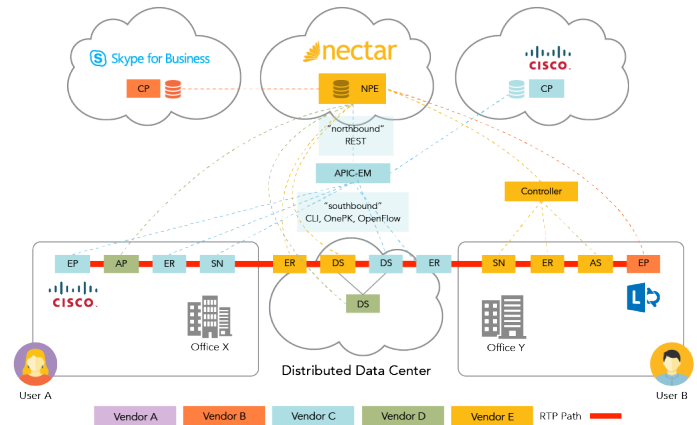 Skype for Business
nectar
CISCO.
CP
NPE
CP
"northbound"
REST
APIC-EM
Controller
"southbound"
CLI, OnePK, OpenFlow
EP
AP
ER
SN
ER
DS
DS
ER
SN
ER
AS
EP
CISCO.
DS
Office X
Office Y
Distributed Data Center
User A
User B
Vendor A
Vendor B
Vendor C
Vendor D
Vendor E
RTP Path